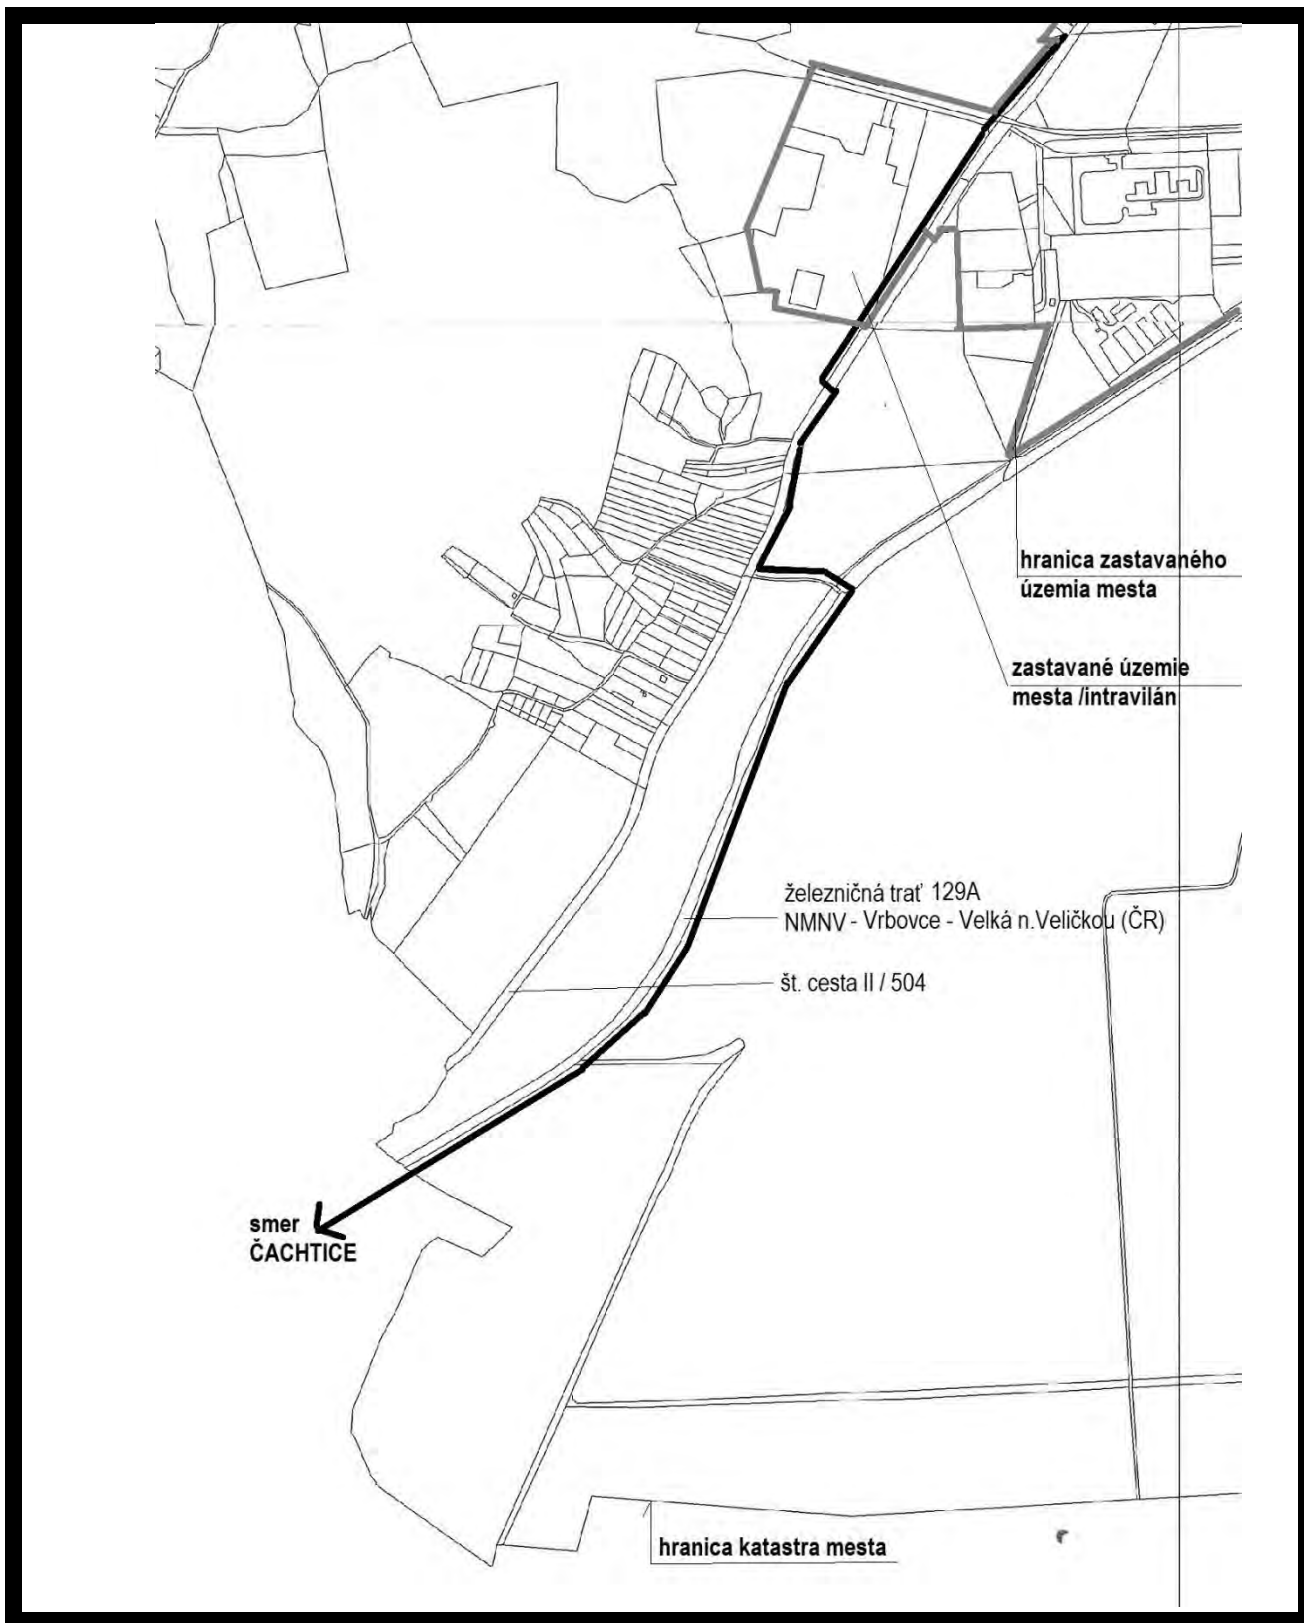 hranica zastavaného
územia mesta
zastavané územie
mesta /intravilán
železničná trať 129A
NMNV - Vrbovce - Velká n.Veličkou (ČR)
št. cesta II / 504
smer
ČACHTICE
hranica katastra mesta